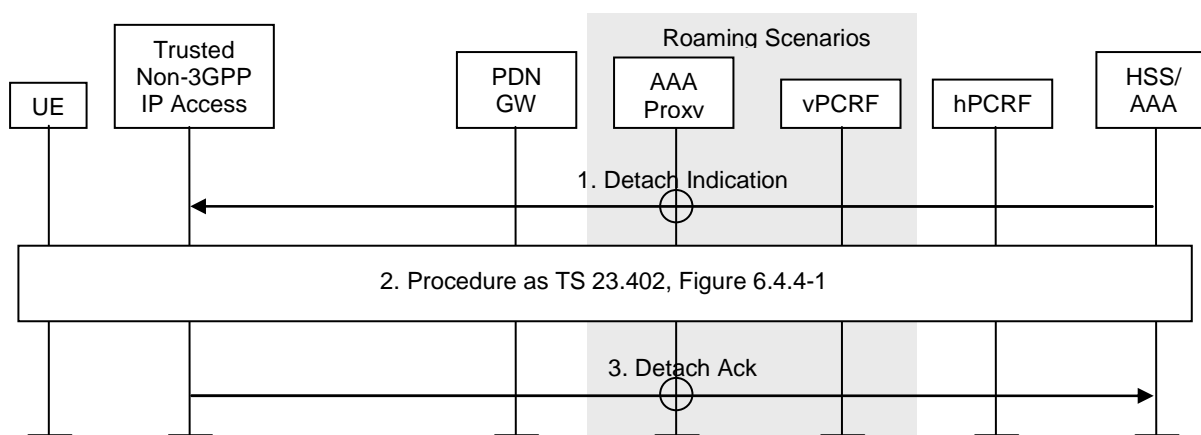 Roaming Scenarios
UE
Trusted
Non-3GPP
IP Access
PDN
GW
AAA
Proxy
vPCRF
hPCRF
HSS/
AAA
1. Detach Indication
2. Procedure as TS 23.402, Figure 6.4.4-1
3. Detach Ack